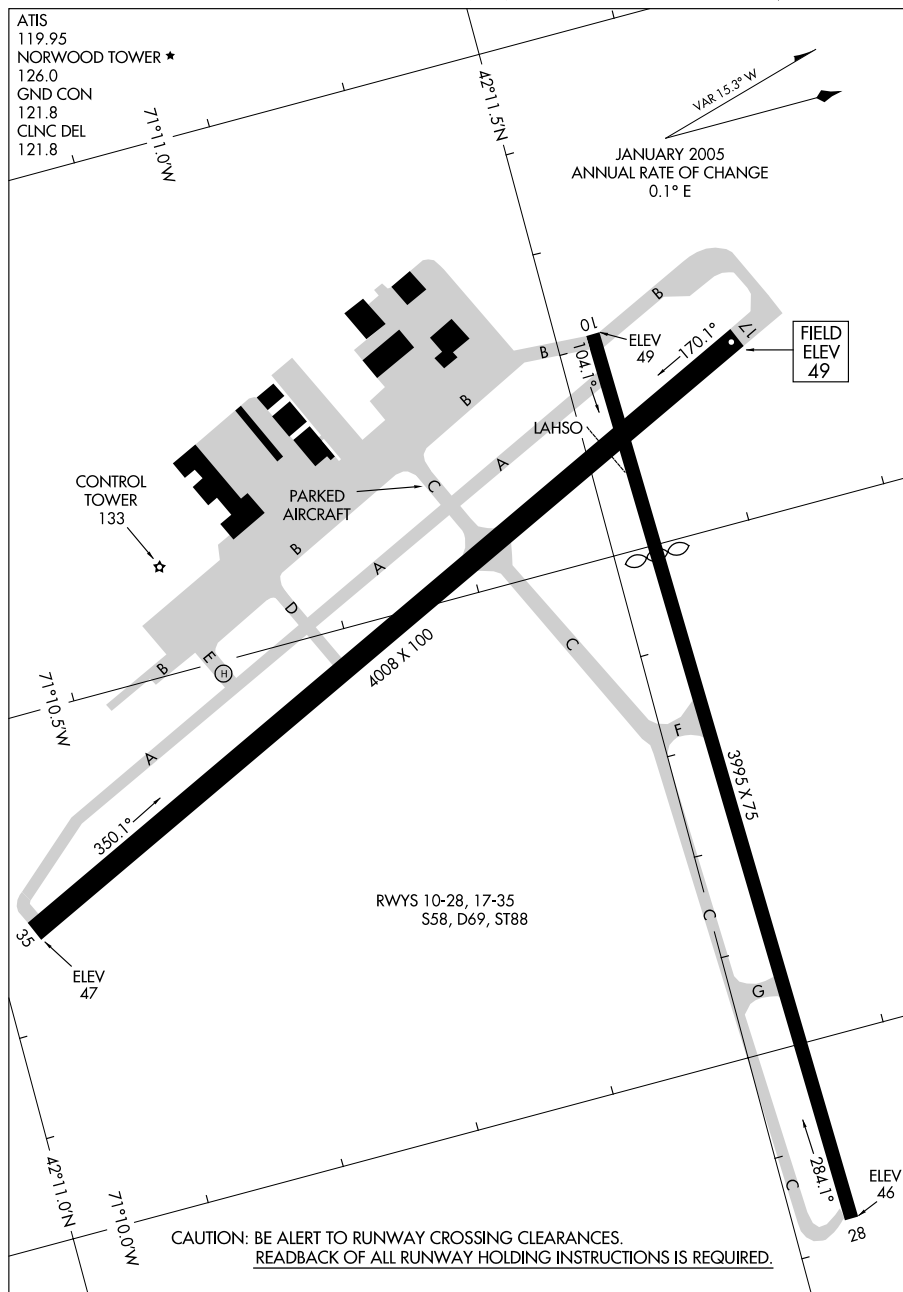 ATIS
119.95
NORWOOD TOWER ★
126.0
GND CON
121.8
CLNC DEL
121.8
71°11.0'W
42°11.5'N
VAR 15.3° W
JANUARY 2005
ANNUAL RATE OF CHANGE
0.1° E
B
10
ELEV
49
170.1°
17
FIELD
ELEV
49
B
104.1°
B
LAHSO
A
CONTROL
TOWER
133
PARKED
AIRCRAFT
C
B
A
D
C
E
H
B
4008 X 100
71°10.5'W
F
A
3995 X 75
350.1°
RWYS 10-28, 17-35
S58, D69, ST88
C
35
ELEV
47
G
42°11.0'N
71°10.0'W
C
284.1°
ELEV
46
28
CAUTION: BE ALERT TO RUNWAY CROSSING CLEARANCES.
READBACK OF ALL RUNWAY HOLDING INSTRUCTIONS IS REQUIRED.